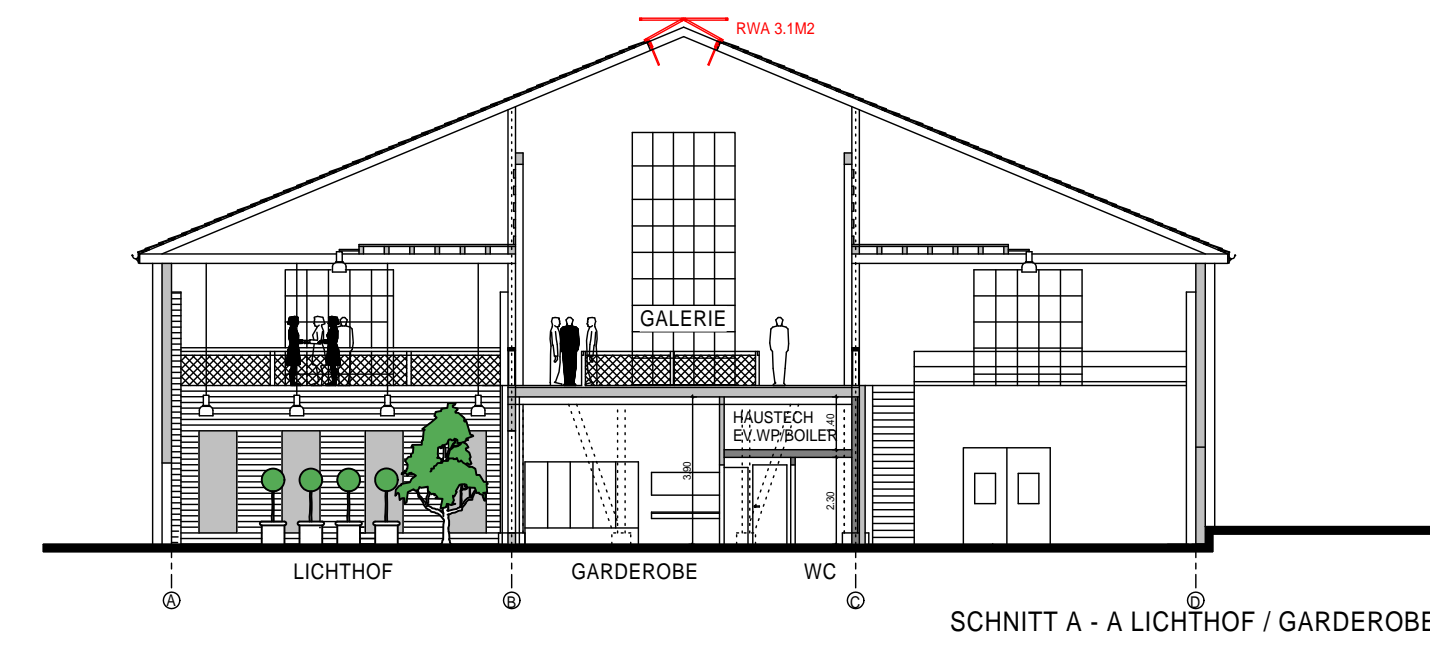 RWA 3.1M2
GALERIE
HAUSTECH
EV.WP/BOILER
1.40
3.90
2.30
LICHTHOF
GARDEROBE
WC
A
B
C
D
SCHNITT A - A LICHTHOF / GARDEROBE